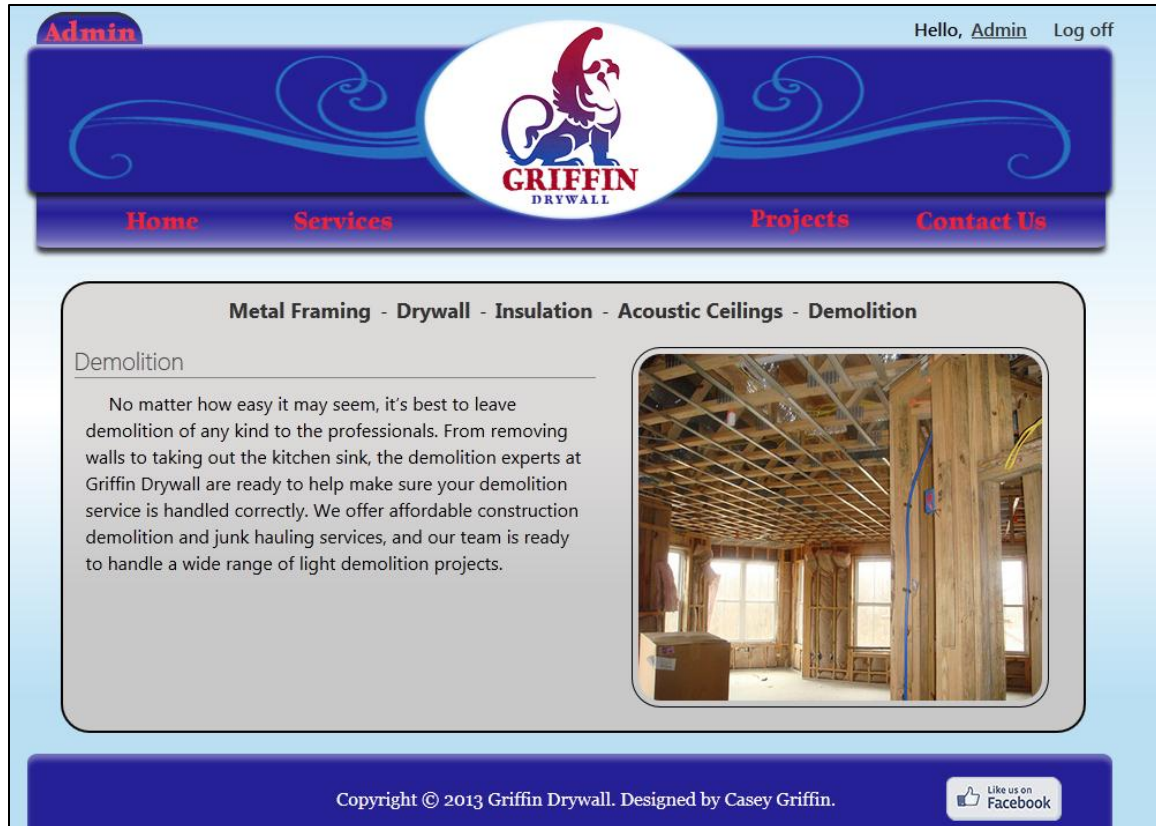 Admin
Hello, Admin Log off
GRIFFIN
DRYWALL
Home Services Projects Contact Us
Metal Framing - Drywall - Insulation - Acoustic Ceilings - Demolition
Demolition
No matter how easy it may seem, it's best to leave
demolition of any kind to the professionals. From removing
walls to taking out the kitchen sink, the demolition experts at
Griffin Drywall are ready to help make sure your demolition
service is handled correctly. We offer affordable construction
demolition and junk hauling services, and our team is ready
to handle a wide range of light demolition projects.
Copyright © 2013 Griffin Drywall. Designed by Casey Griffin.
Like us on
Facebook